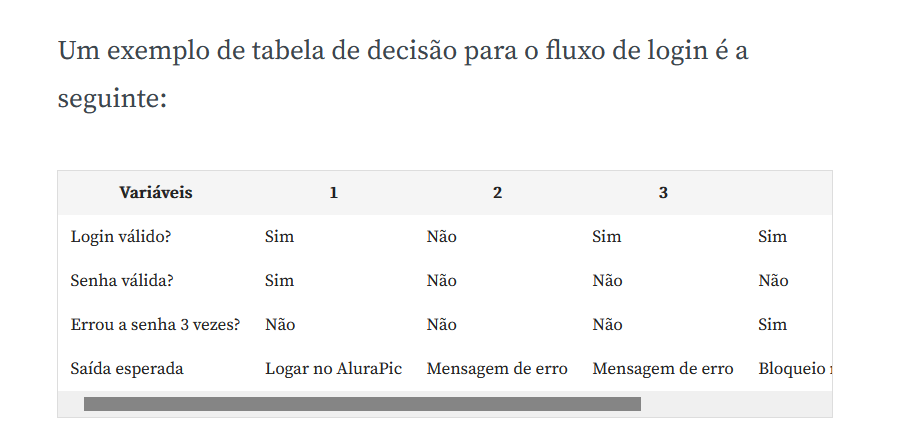 Um exemplo de tabela de decisão para o fluxo de login é a
seguinte:
Variáveis 1 2 3
Login válido? Sim Não Sim Sim
Senha válida? Sim Não Não Não
Errou a senha 3 vezes? Não Não Não Sim
Saída esperada Logar no AluraPic Mensagem de erro Mensagem de erro Bloqueio